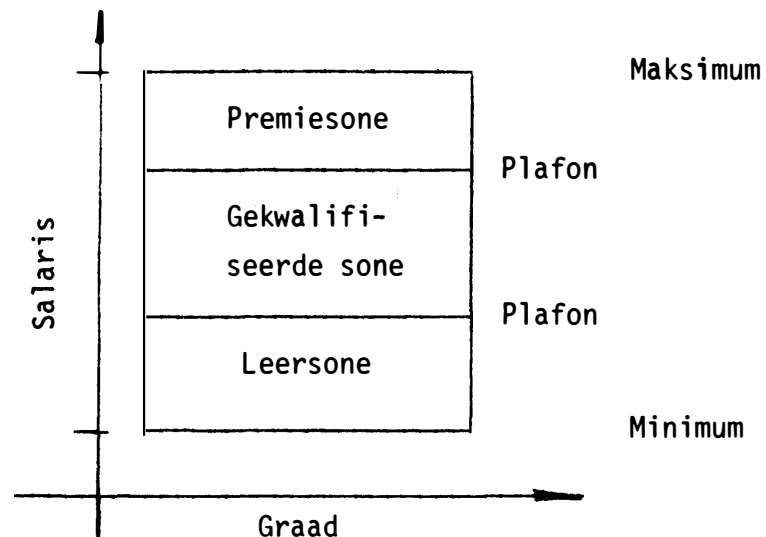 Maksimum
Premiesone
Plafon
Gekwalifi-
seerde sone
Salaris
Plafon
Leersone
Minimum
Graad